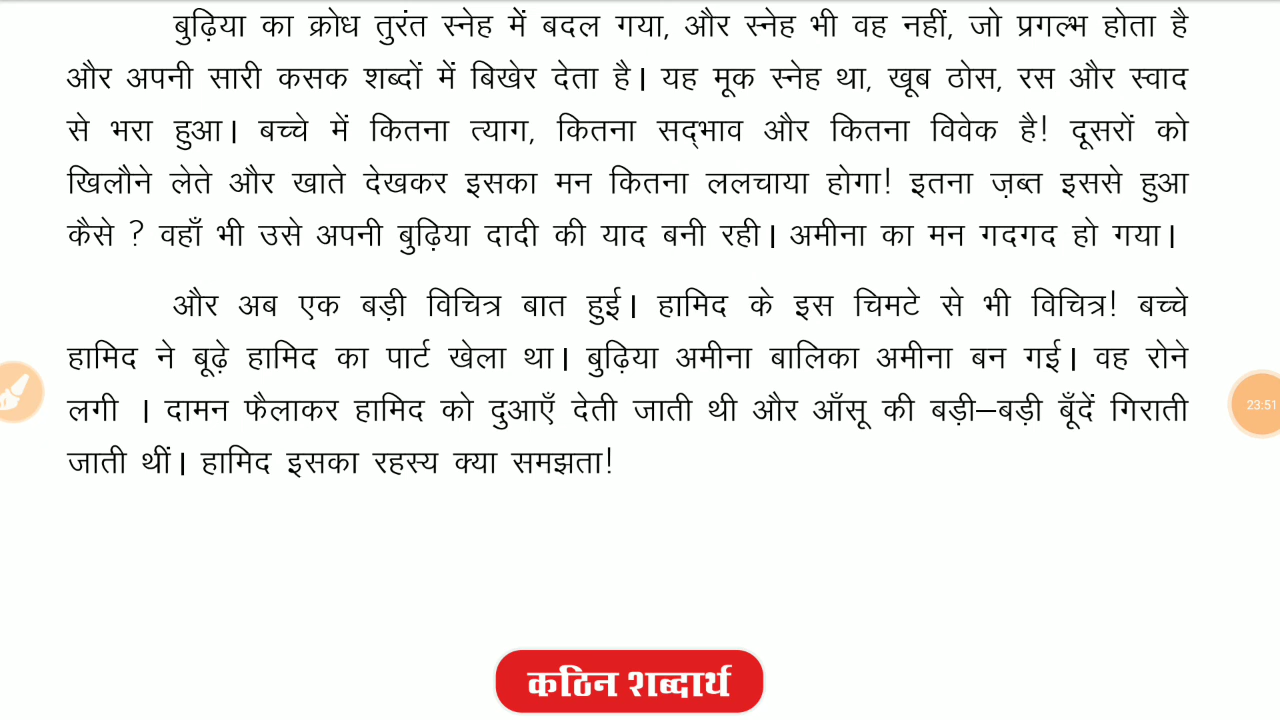 बुढ़िया का क्रोध तुरंत स्नेह में बदल गया, और स्नेह भी वह नहीं, जो प्रगल्भ होता है
और अपनी सारी कसक शब्दों में बिखेर देता है। यह मूक स्नेह था, खूब ठोस, रस और स्वाद
से भरा हुआ। बच्चे में कितना त्याग, कितना सद्‌भाव और कितना विवेक है! दूसरों को
खिलौने लेते और खाते देखकर इसका मन कितना ललचाया होगा! इतना ज़ब्त इससे हुआ
कैसे ? वहाँ भी उसे अपनी बुढ़िया दादी की याद बनी रही। अमीना का मन गदगद हो गया।
और अब एक बड़ी विचित्र बात हुई। हामिद के इस चिमटे से भी विचित्र! बच्चे
हामिद ने बूढ़े हामिद का पार्ट खेला था। बुढ़िया अमीना बालिका अमीना बन गई। वह रोने
लगी । दामन फैलाकर हामिद को दुआएँ देती जाती थी और आँसू की बड़ी–बड़ी बूँदें गिराती
23:51
जाती थीं। हामिद इसका रहस्य क्या समझता!
कठिन शब्दार्थ